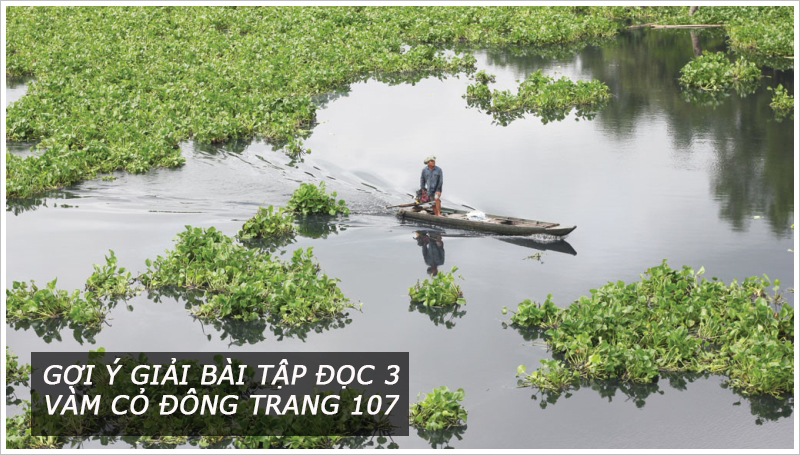 GỢI Ý GIẢI BÀI TẬP ĐỌC 3
VÀM CỎ ĐÔNG TRANG 107